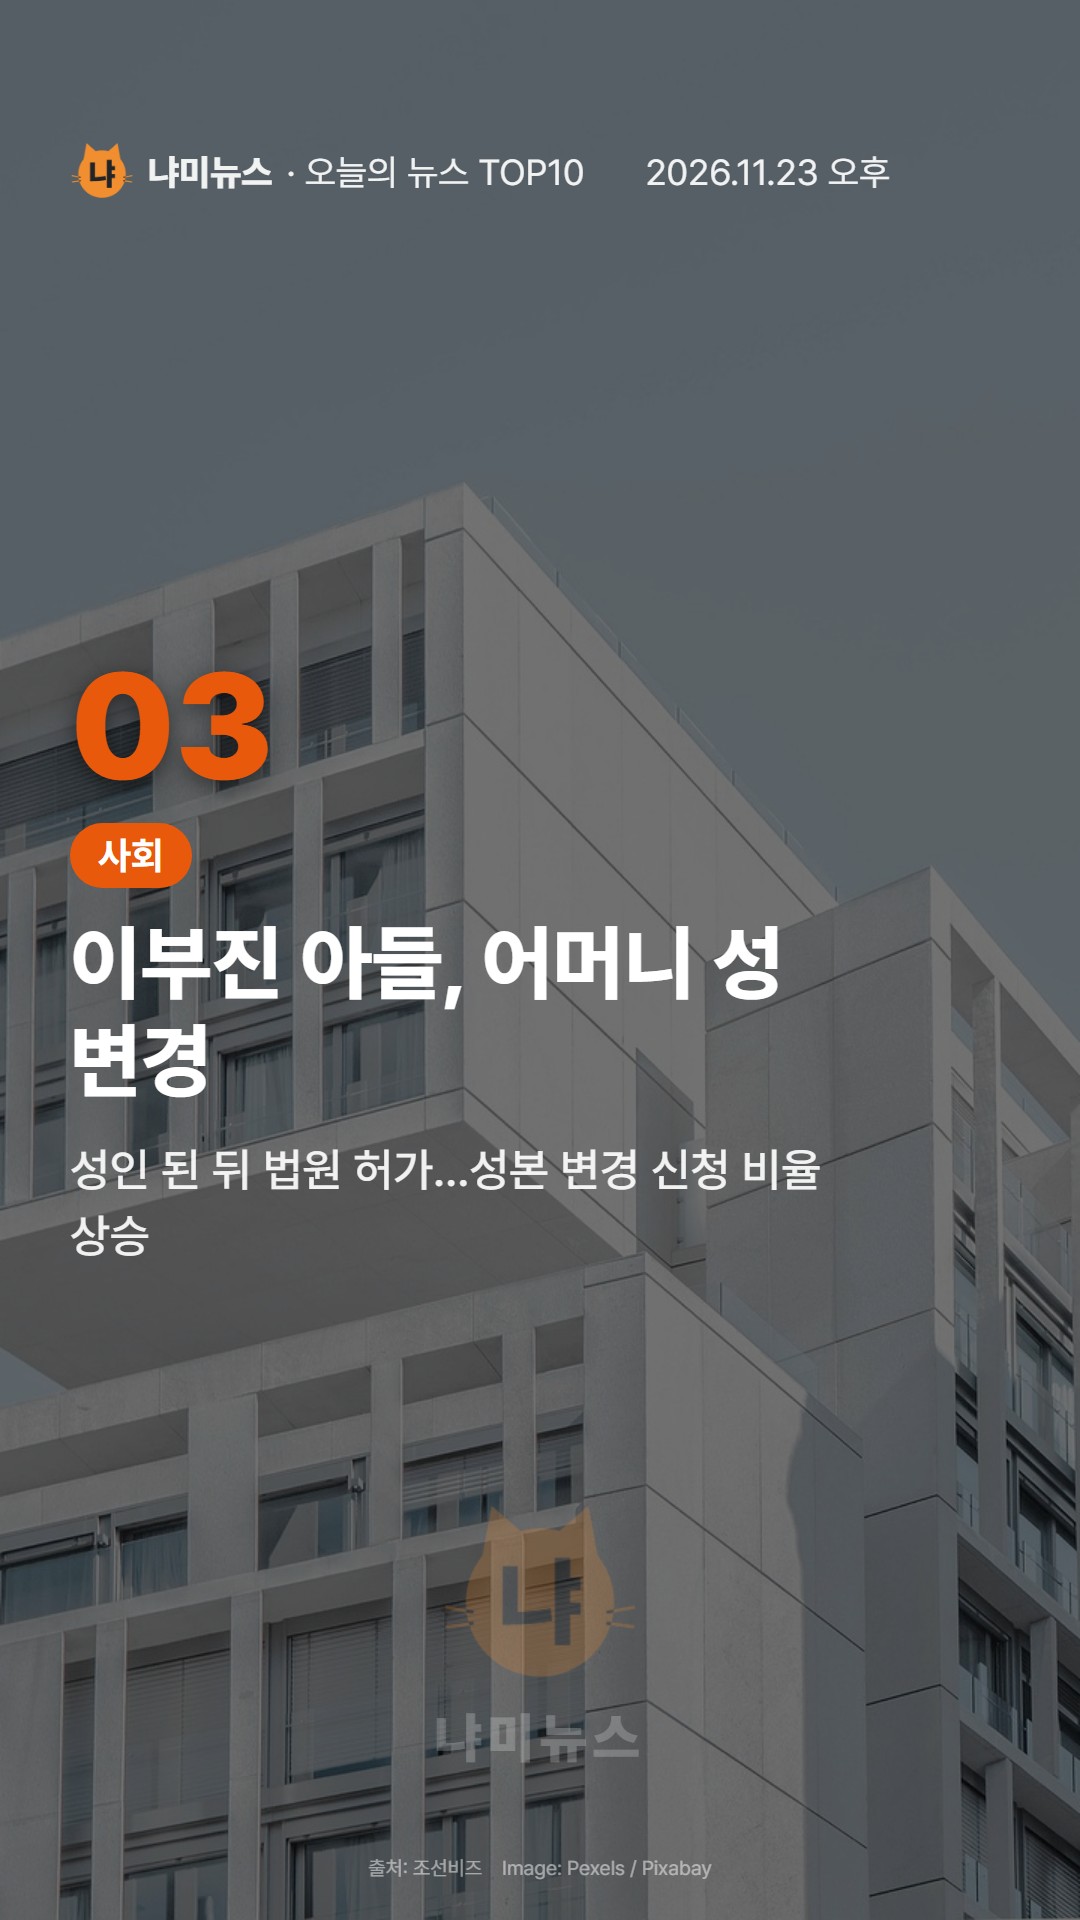 냐
냐미뉴스 · 오늘의 뉴스 TOP10 2026.11.23 오후
03
사회
이부진 아들, 어머니 성
변경
성인 된 뒤 법원 허가...성본 변경 신청 비율
상승
냐
냐미뉴스
출처: 조선비즈 Image: Pexels / Pixabay